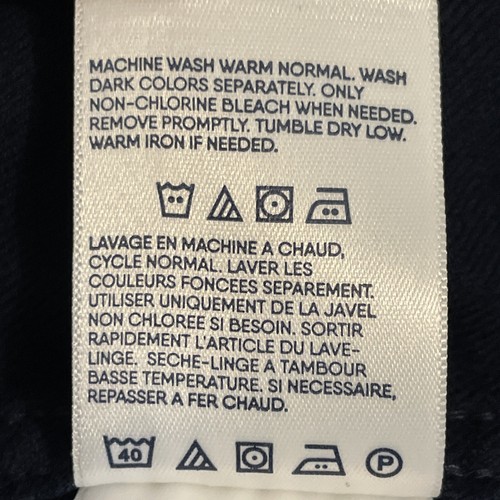 MACHINE WASH WARM NORMAL. WASH
DARK COLORS SEPARATELY. ONLY
NON-CHLORINE BLEACH WHEN NEEDED.
REMOVE PROMPTLY. TUMBLE DRY LOW.
WARM IRON IF NEEDED.
LAVAGE EN MACHINE A CHAUD,
CYCLE NORMAL. LAVER LES
COULEURS FONCEES SEPAREMENT.
UTILISER UNIQUEMENT DE LA JAVEL
NON CHLOREE SI BESOIN. SORTIR
RAPIDEMENT L'ARTICLE DU LAVE-
LINGE. SECHE-LINGE A TAMBOUR
BASSE TEMPERATURE. SI NECESSAIRE,
REPASSER A FER CHAUD.
40 P